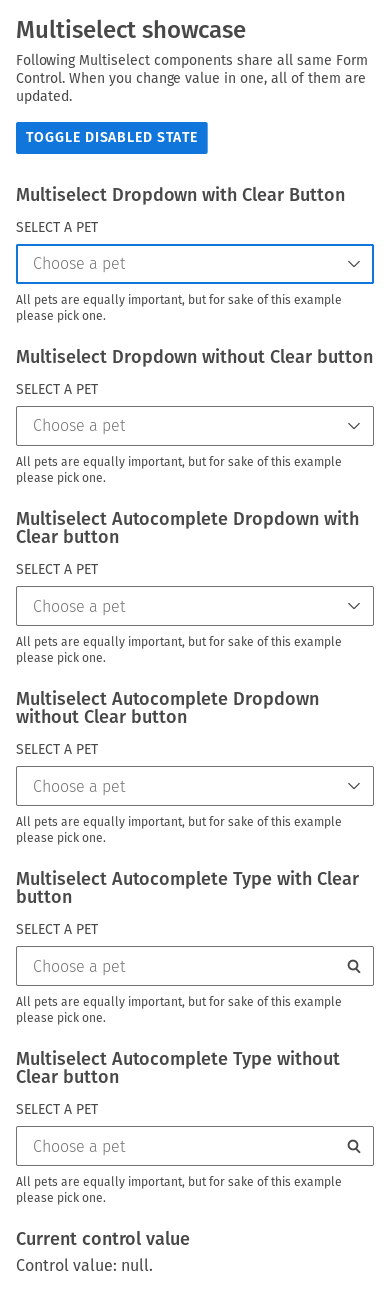 Multiselect showcase
Following Multiselect components share all same Form
Control. When you change value in one, all of them are
updated.
TOGGLE DISABLED STATE
Multiselect Dropdown with Clear Button
SELECT A PET
Choose a pet
All pets are equally important, but for sake of this example
please pick one.
Multiselect Dropdown without Clear button
SELECT A PET
Choose a pet
All pets are equally important, but for sake of this example
please pick one.
Multiselect Autocomplete Dropdown with
Clear button
SELECT A PET
Choose a pet
All pets are equally important, but for sake of this example
please pick one.
Multiselect Autocomplete Dropdown
without Clear button
SELECT A PET
Choose a pet
All pets are equally important, but for sake of this example
please pick one.
Multiselect Autocomplete Type with Clear
button
SELECT A PET
Choose a pet
All pets are equally important, but for sake of this example
please pick one.
Multiselect Autocomplete Type without
Clear button
SELECT A PET
Choose a pet
All pets are equally important, but for sake of this example
please pick one.
Current control value
Control value: null.